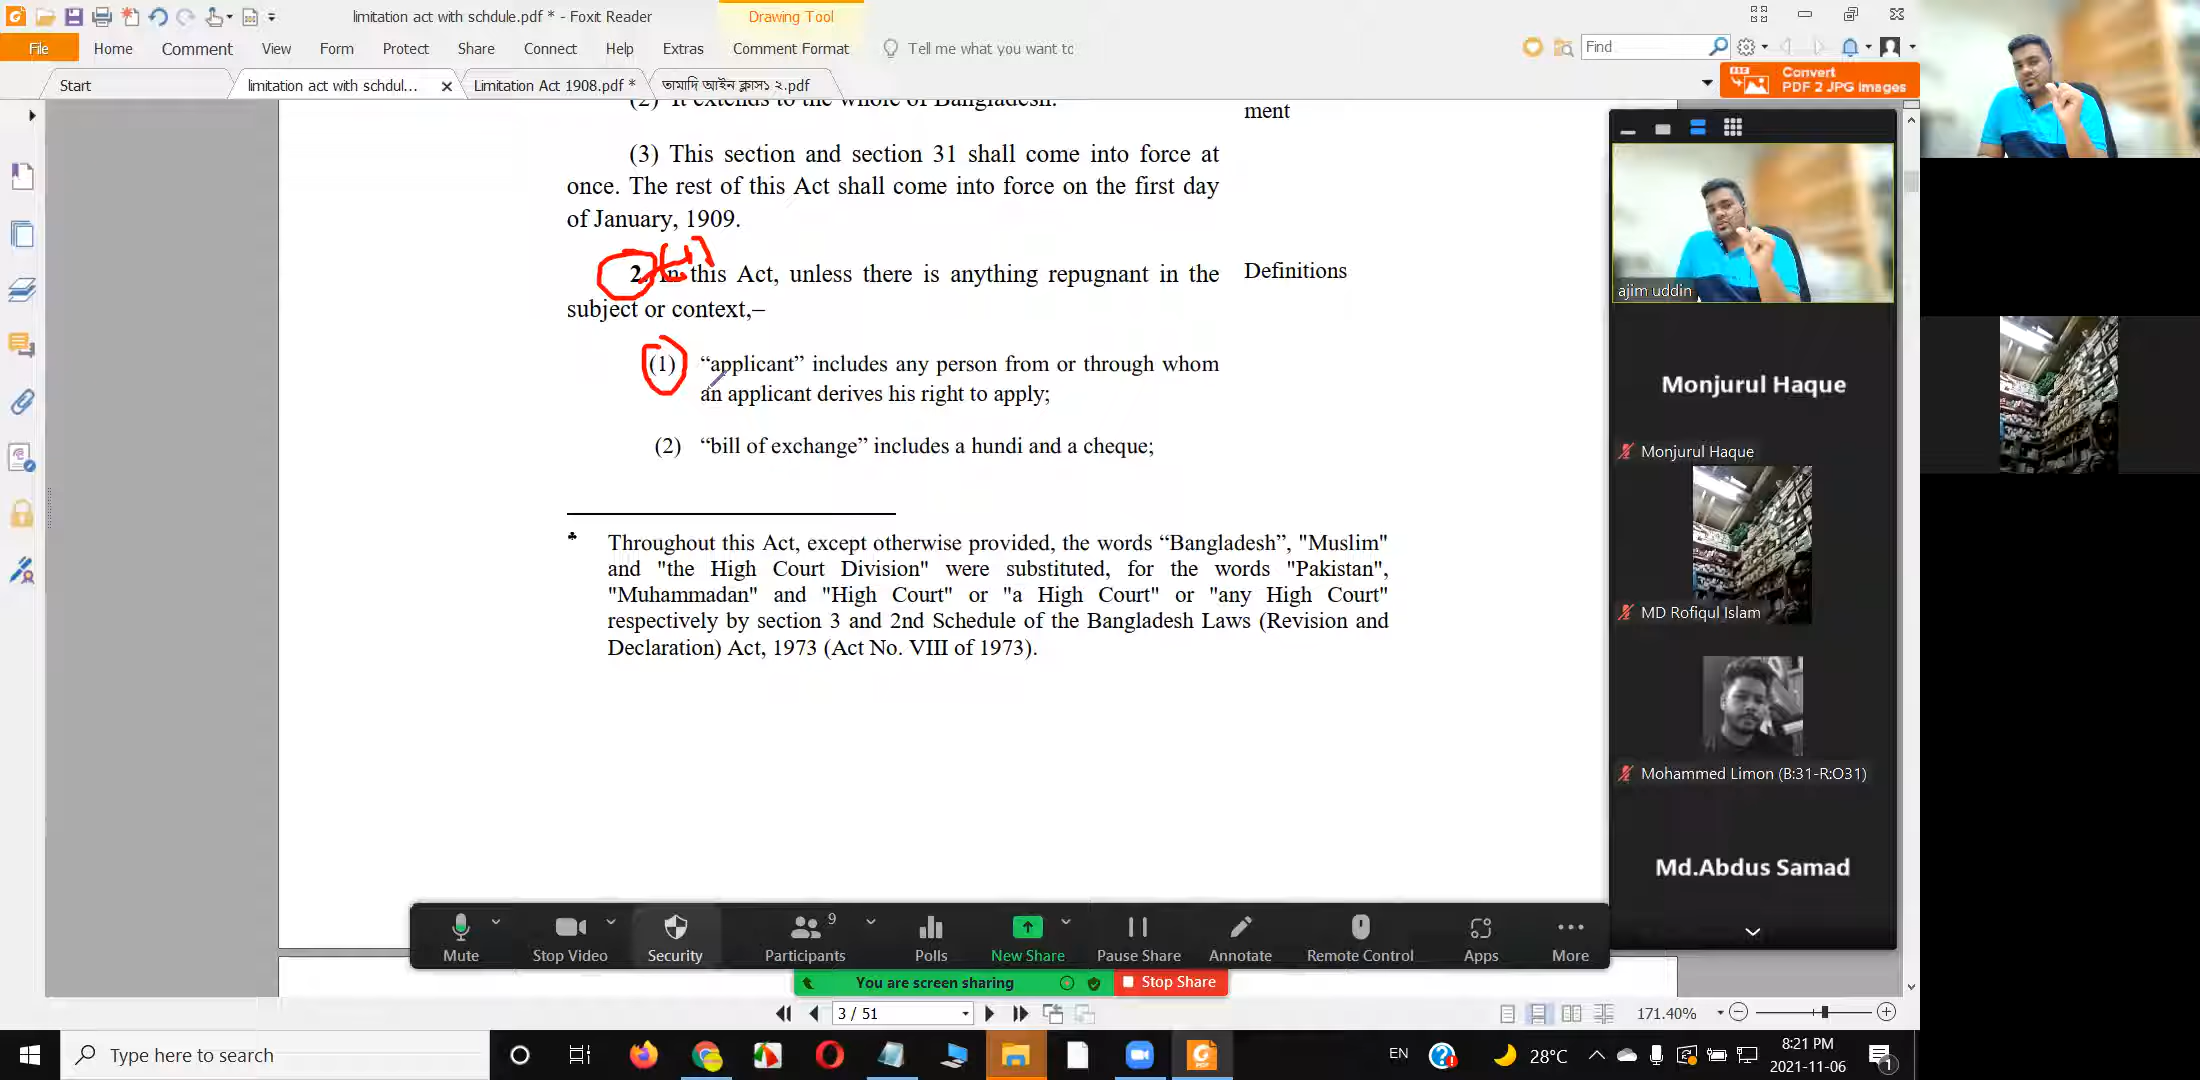 limitation act with schdule.pdf * - Foxit Reader
Drawing Tool
File Home Comment View Form Protect Share Connect Help Extras Comment Format Tell me what you want to Find
Start limitation act with schdul... Limitation Act 1908.pdf * তামাদি আইন ক্লাস১ ২.pdf
Convert
PDF 2 JPG Images
(2) It extends to the whole of Bangladesh.
ment
(3) This section and section 31 shall come into force at
once. The rest of this Act shall come into force on the first day
of January, 1909.
2. In this Act, unless there is anything repugnant in the
subject or context,–
Definitions
(1) “applicant” includes any person from or through whom
an applicant derives his right to apply;
(2) “bill of exchange” includes a hundi and a cheque;
Throughout this Act, except otherwise provided, the words “Bangladesh”, "Muslim"
and "the High Court Division" were substituted, for the words "Pakistan",
"Muhammadan" and "High Court" or "a High Court" or "any High Court"
respectively by section 3 and 2nd Schedule of the Bangladesh Laws (Revision and
Declaration) Act, 1973 (Act No. VIII of 1973).
ajim uddin
Monjurul Haque
Monjurul Haque
MD Rofiqul Islam
Mohammed Limon (B:31-R:O31)
Md.Abdus Samad
9
Mute Stop Video Security Participants Polls New Share Pause Share Annotate Remote Control Apps More
You are screen sharing Stop Share
3 / 51
171.40%
Type here to search
EN
28°C
8:21 PM
2021-11-06
1